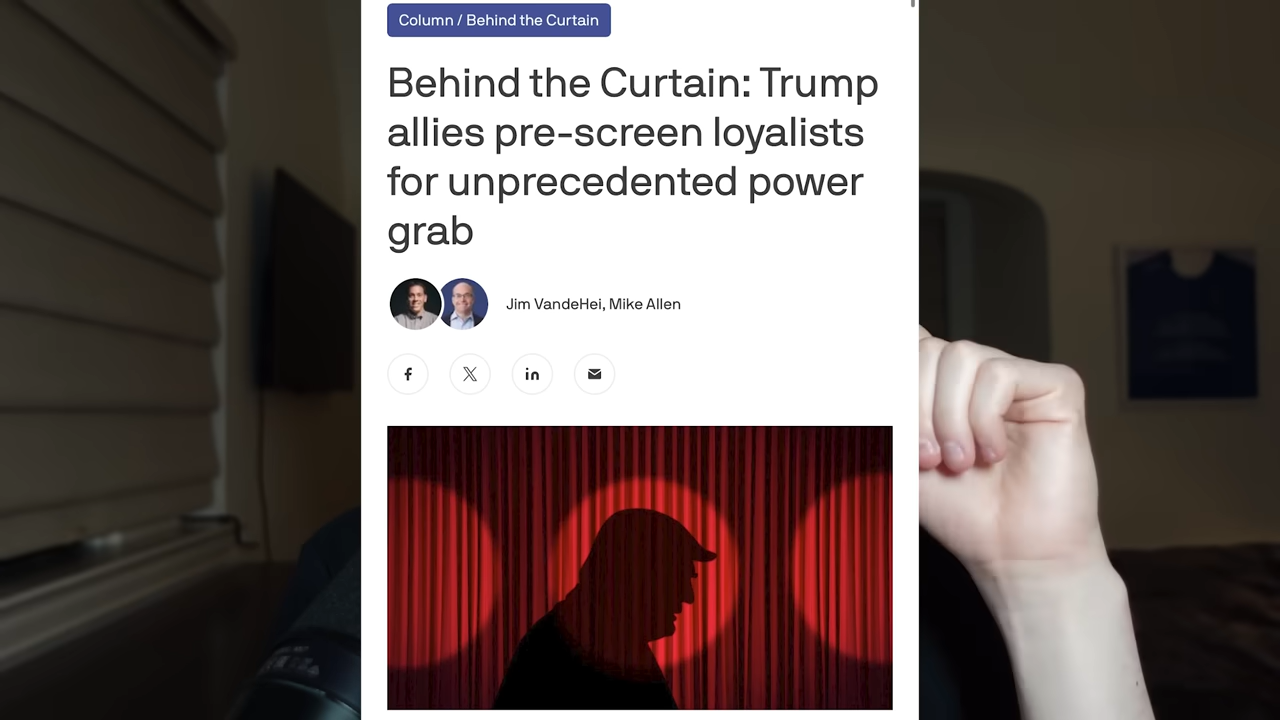 Column / Behind the Curtain
Behind the Curtain: Trump
allies pre-screen loyalists
for unprecedented power
grab
Jim VandeHei, Mike Allen